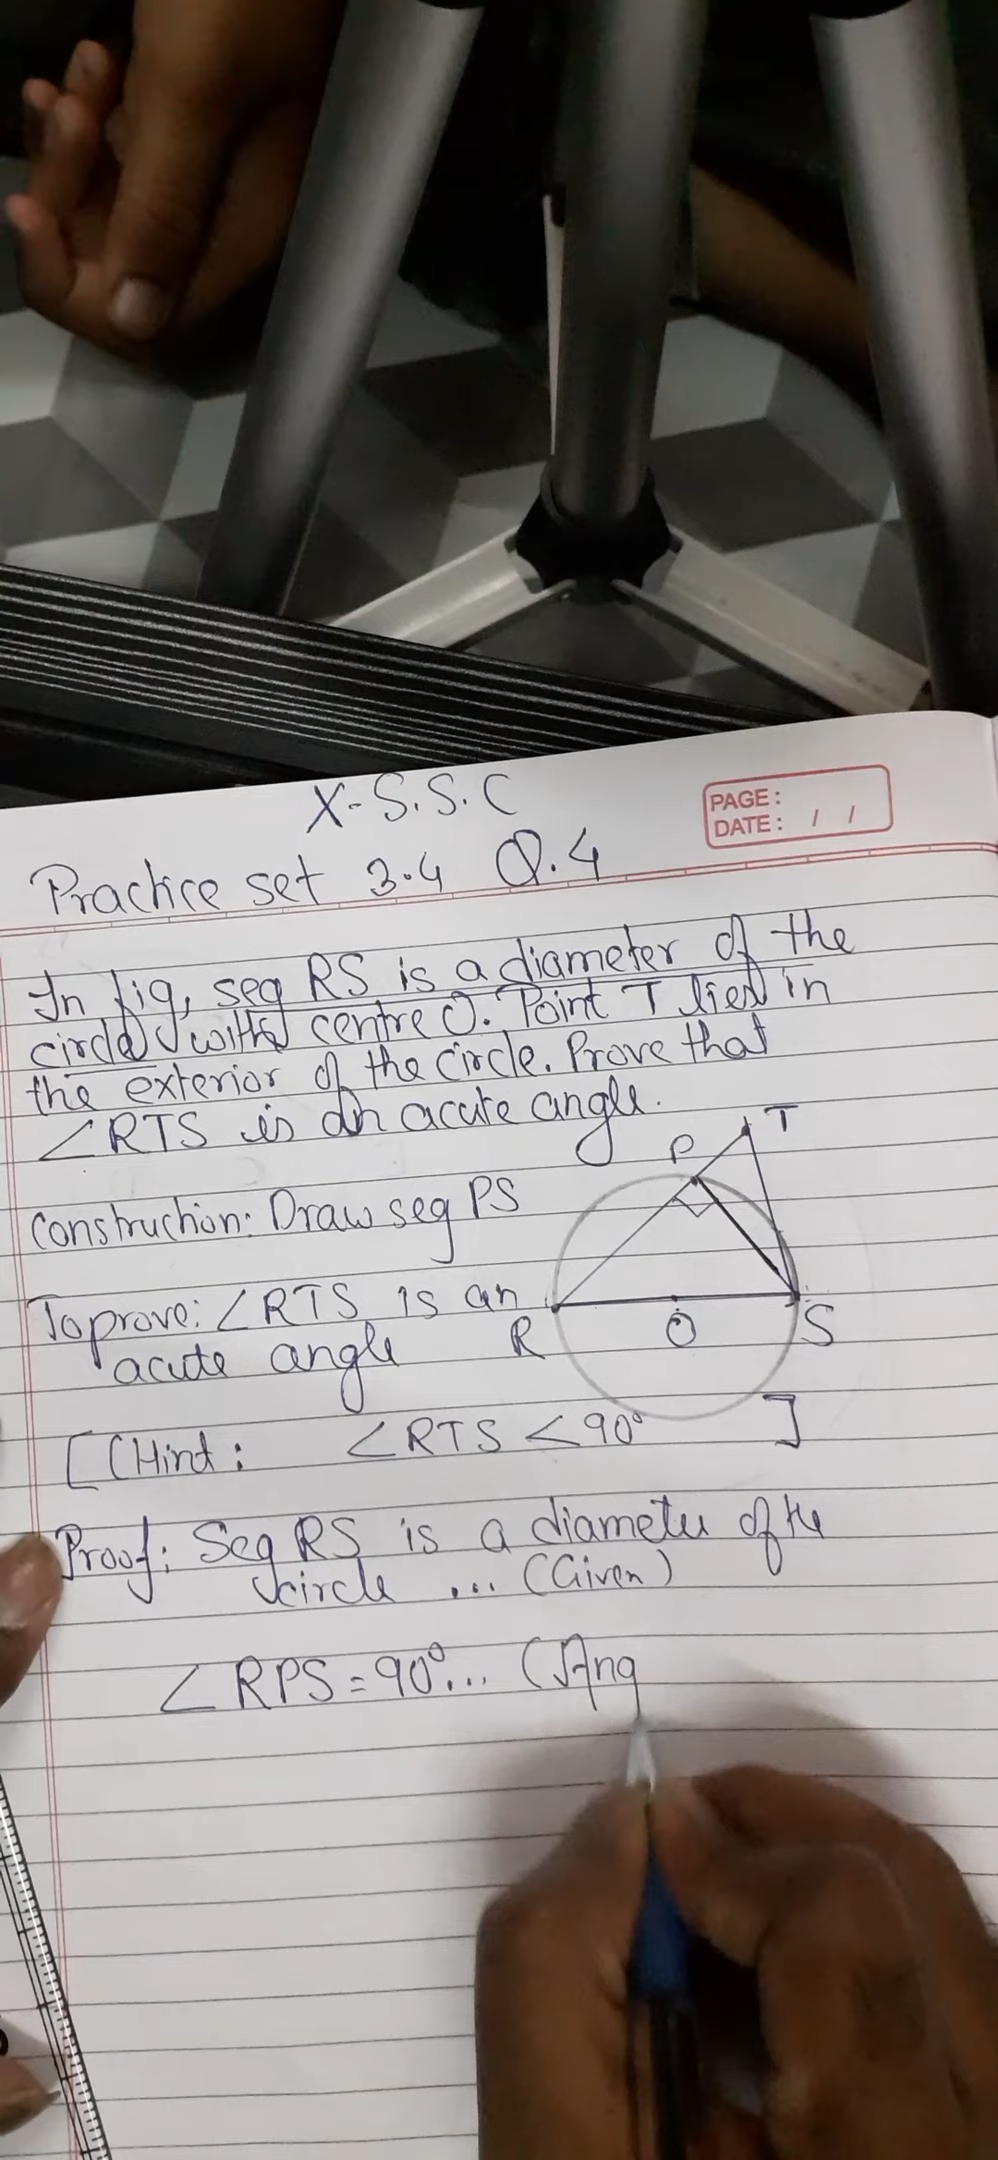 X-S.S.C
PAGE:
DATE: / /
Practice set 3.4 Q.4
In fig, seg RS is a diameter of the
circle with centre O. Point T lies in
the exterior of the circle. Prove that
∠RTS is an acute angle.
T
P
Construction: Draw seg PS
To prove: ∠RTS is an
acute angle
R
O
S
[(Hint: ∠RTS < 90° ]
Proof: Seg RS is a diameter of the
circle ... (Given)
∠RPS = 90° ... (Ang